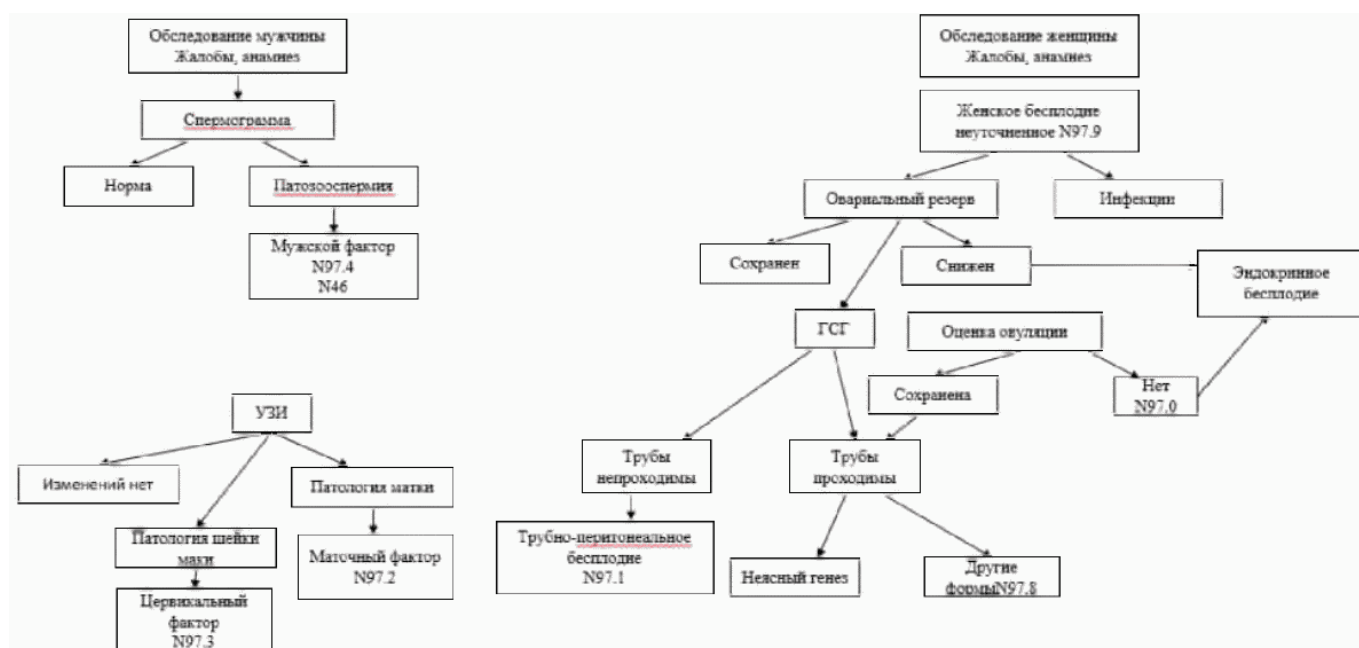 Обследование мужчины
Жалобы, анамнез
Спермограмма
Норма
Патозооспермия
Мужской фактор
N97.4
N46
УЗИ
Изменений нет
Патология матки
Патология шейки
маки
Маточный фактор
N97.2
Цервикальный
фактор
N97.3
Обследование женщины
Жалобы, анамнез
Женское бесплодие
неуточненное N97.9
Овариальный резерв
Инфекции
Сохранен
Снижен
Эндокринное
бесплодие
ГСГ
Оценка овуляции
Сохранена
Нет
N97.0
Трубы
непроходимы
Трубы
проходимы
Трубно-перитонеальное
бесплодие
N97.1
Неясный генез
Другие
формыN97.8